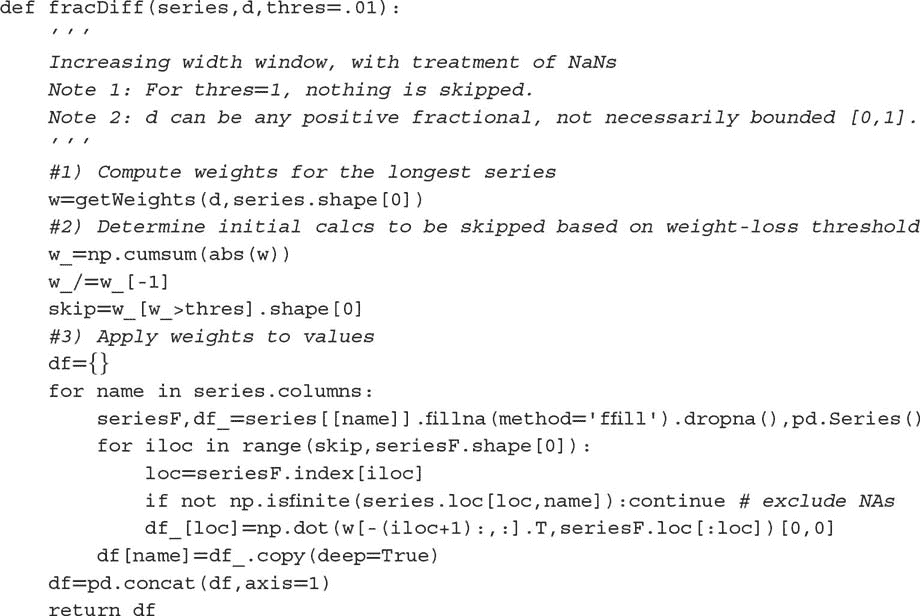 def fracDiff(series,d,thres=.01):
    '''
    Increasing width window, with treatment of NaNs
    Note 1: For thres=1, nothing is skipped.
    Note 2: d can be any positive fractional, not necessarily bounded [0,1].
    '''
    #1) Compute weights for the longest series
    w=getWeights(d,series.shape[0])
    #2) Determine initial calcs to be skipped based on weight-loss threshold
    w_=np.cumsum(abs(w))
    w_/=w_[-1]
    skip=w_[w_>thres].shape[0]
    #3) Apply weights to values
    df={}
    for name in series.columns:
        seriesF,df_=series[[name]].fillna(method='ffill').dropna(),pd.Series()
        for iloc in range(skip,seriesF.shape[0]):
            loc=seriesF.index[iloc]
            if not np.isfinite(series.loc[loc,name]):continue # exclude NAs
            df_[loc]=np.dot(w[-(iloc+1):,:].T,seriesF.loc[:loc])[0,0]
        df[name]=df_.copy(deep=True)
    df=pd.concat(df,axis=1)
    return df